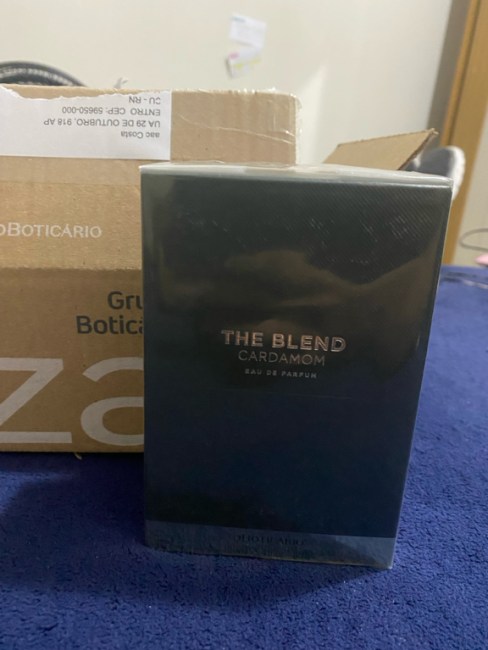 aac Costa
UA 29 DE OUTUBRO, 918 AP
ENTRO CEP: 59650-000
CU - RN
OBOTICÁRIO
Gru
Botica
za
THE BLEND
CARDAMOM
EAU DE PARFUM
OBOTICÁRIO